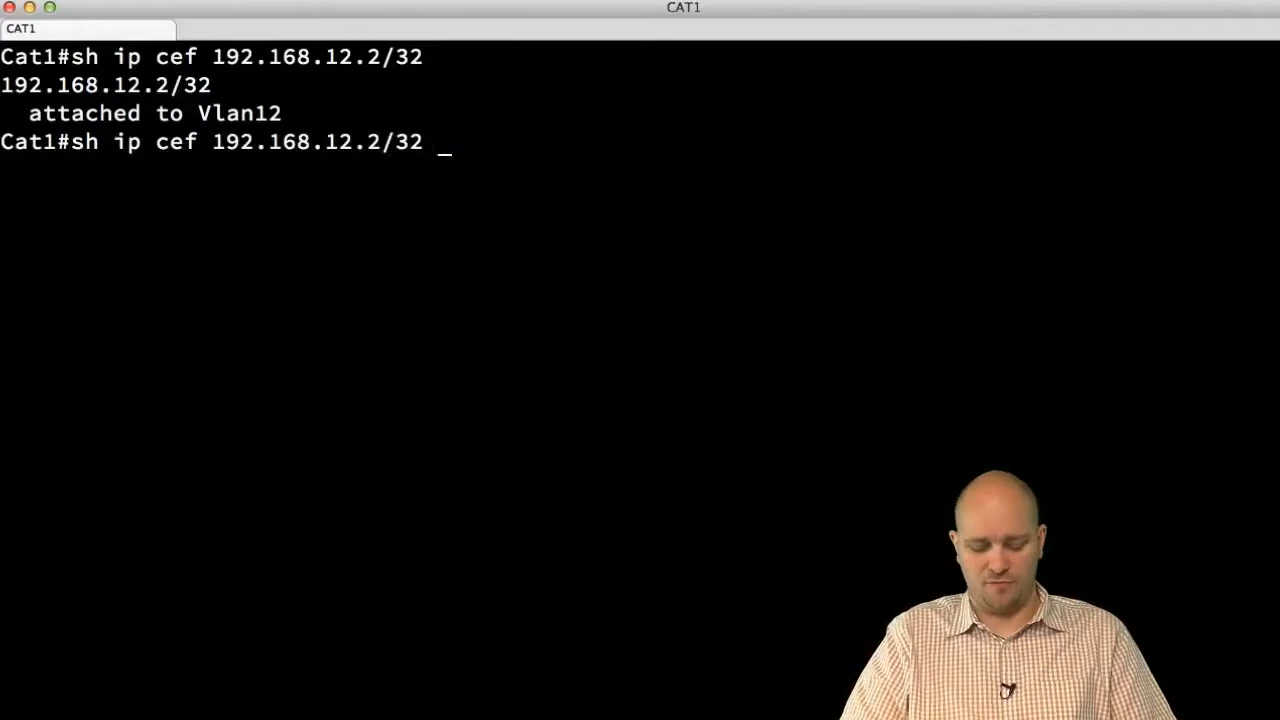 CAT1
CAT1
Cat1#sh ip cef 192.168.12.2/32
192.168.12.2/32
  attached to Vlan12
Cat1#sh ip cef 192.168.12.2/32 _